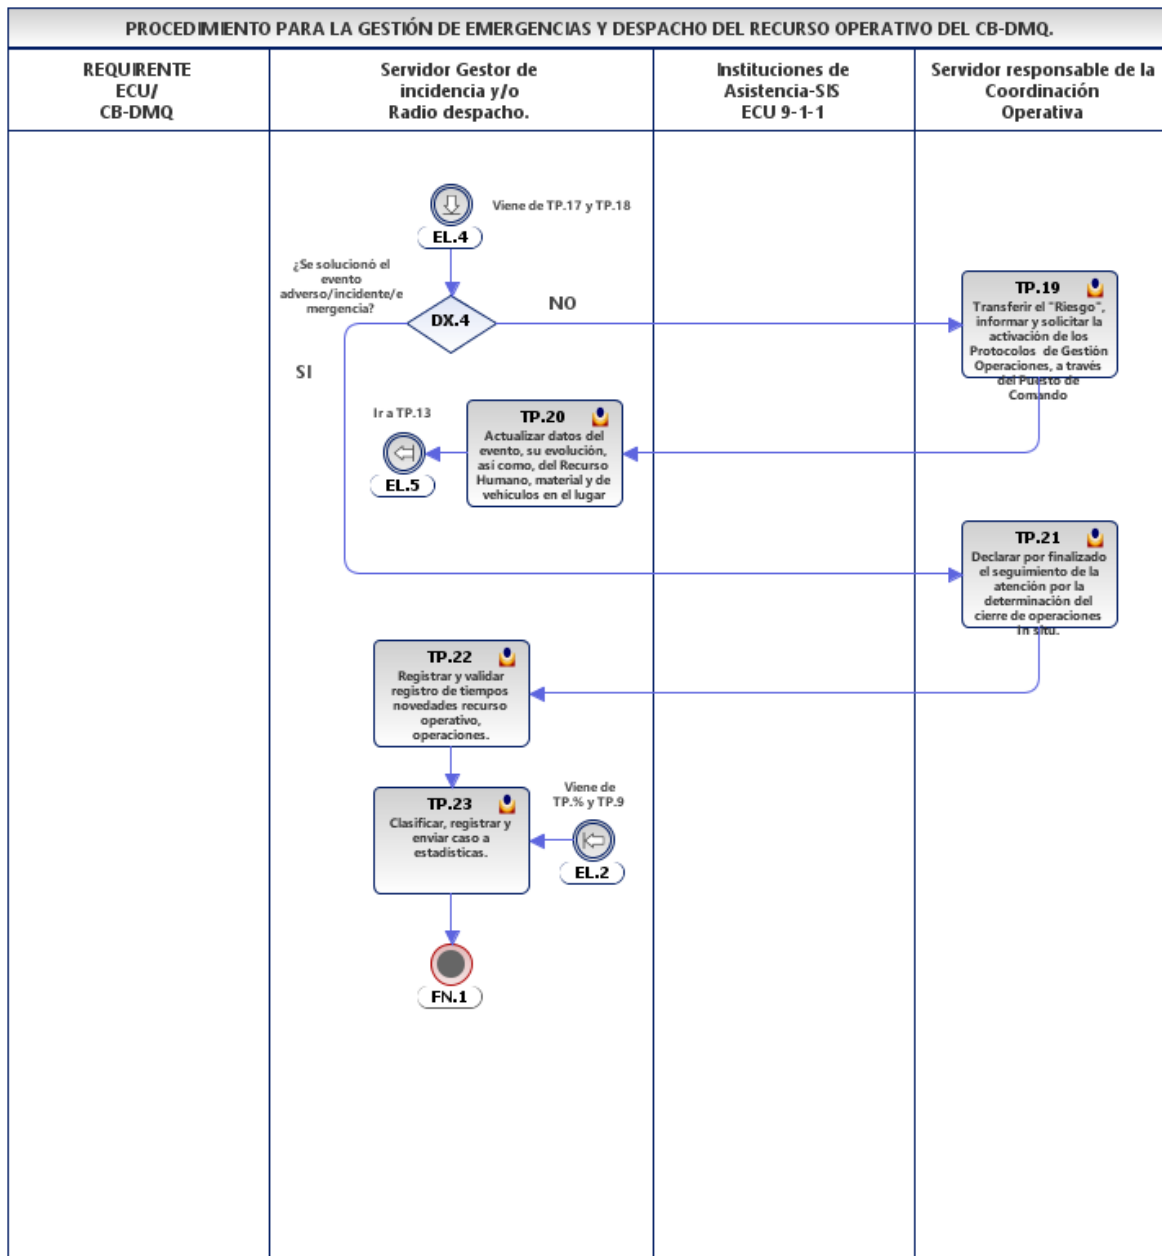 PROCEDIMIENTO PARA LA GESTIÓN DE EMERGENCIAS Y DESPACHO DEL RECURSO OPERATIVO DEL CB-DMQ.
REQUIRENTE
ECU/
CB-DMQ
Servidor Gestor de
incidencia y/o
Radio despacho.
Instituciones de
Asistencia-SIS
ECU 9-1-1
Servidor responsable de la
Coordinación
Operativa
Viene de TP.17 y TP.18
EL.4
¿Se solucionó el
evento
adverso/incidente/e
mergencia?
DX.4
NO
SI
TP.19
Transferir el "Riesgo",
informar y solicitar la
activación de los
Protocolos de Gestión
Operaciones, a través
del Puesto de
Comando
Ir a TP.13
EL.5
TP.20
Actualizar datos del
evento, su evolución,
así como, del Recurso
Humano, material y de
vehículos en el lugar
TP.21
Declarar por finalizado
el seguimiento de la
atención por la
determinación del
cierre de operaciones
in situ.
TP.22
Registrar y validar
registro de tiempos
novedades recurso
operativo,
operaciones.
TP.23
Clasificar, registrar y
enviar caso a
estadísticas.
Viene de
TP.% y TP.9
EL.2
FN.1